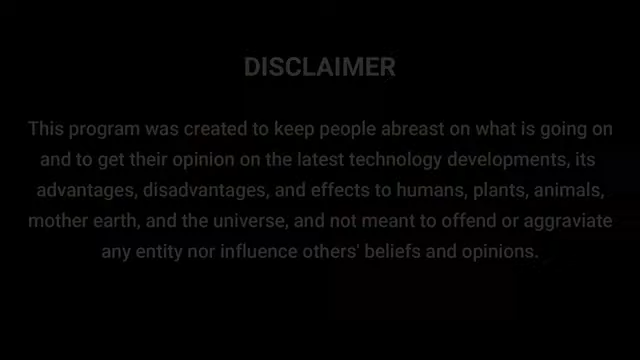 DISCLAIMER
This program was created to keep people abreast on what is going on
and to get their opinion on the latest technology developments, its
advantages, disadvantages, and effects to humans, plants, animals,
mother earth, and the universe, and not meant to offend or aggraviate
any entity nor influence others' beliefs and opinions.